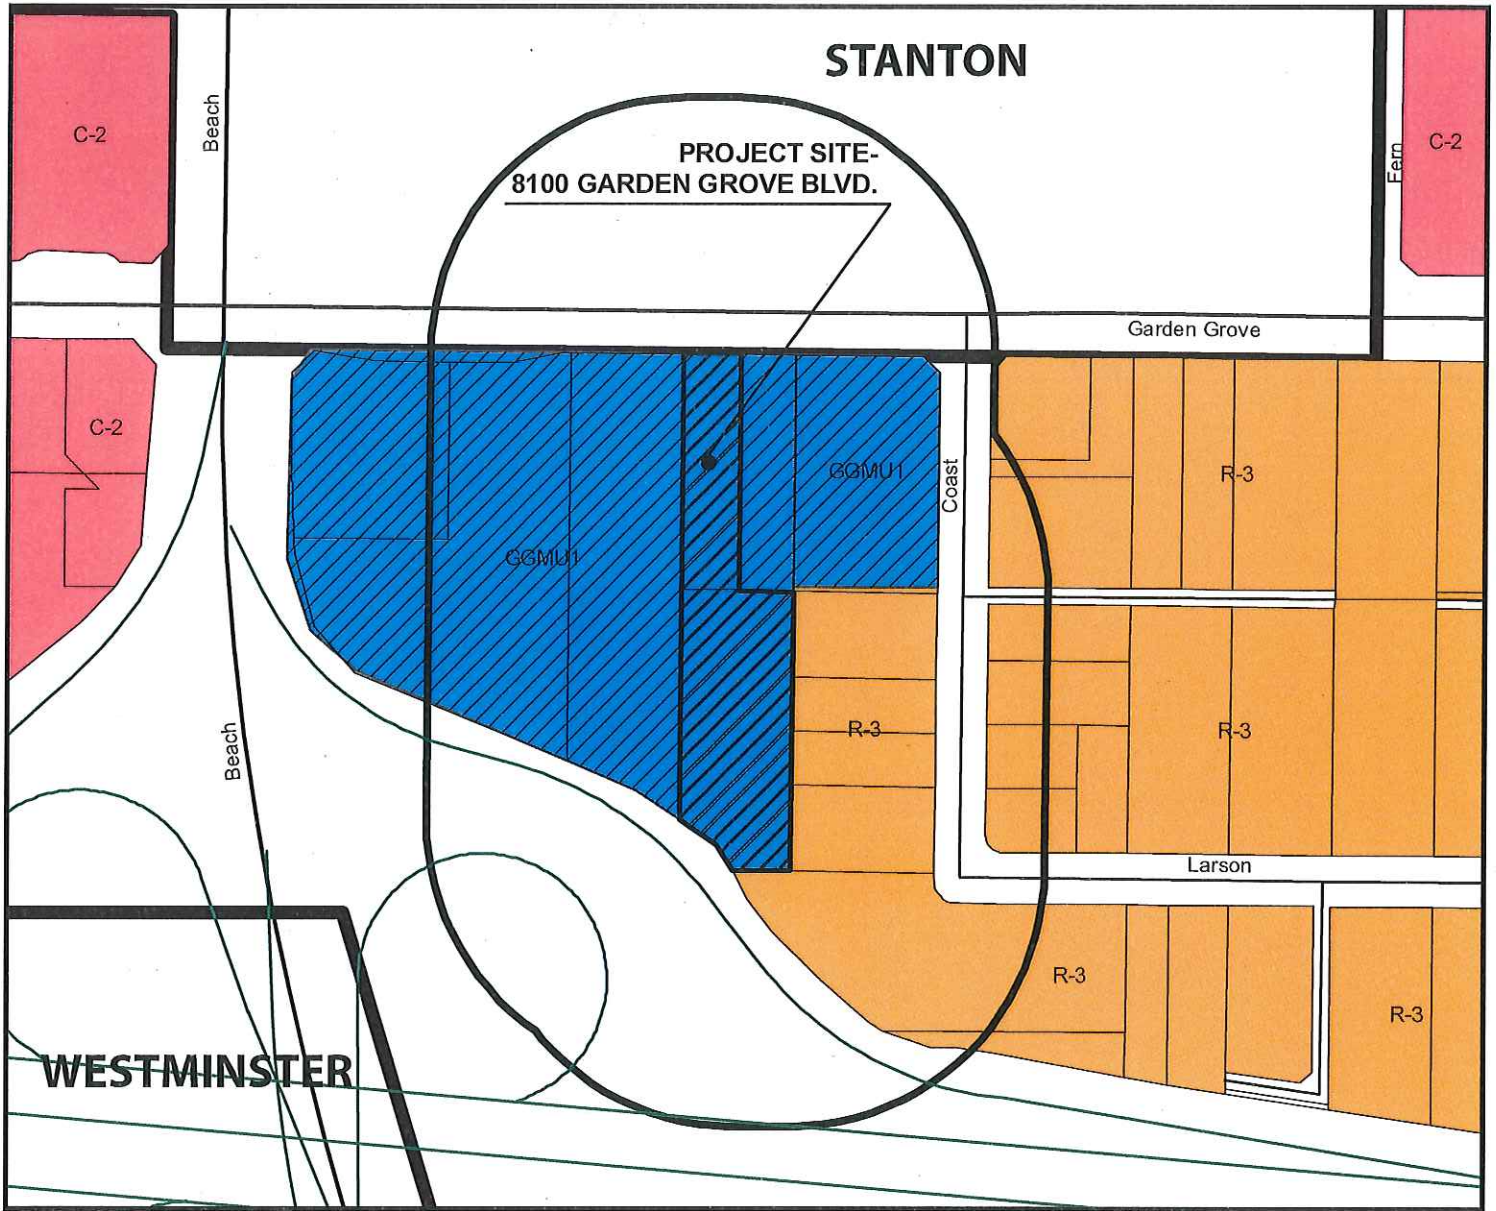 STANTON
C-2
Beach
Fern
C-2
PROJECT SITE-
8100 GARDEN GROVE BLVD.
Garden Grove
C-2
GGMU1
Coast
R-3
GGMU1
Beach
R-3
R-3
Larson
R-3
R-3
WESTMINSTER